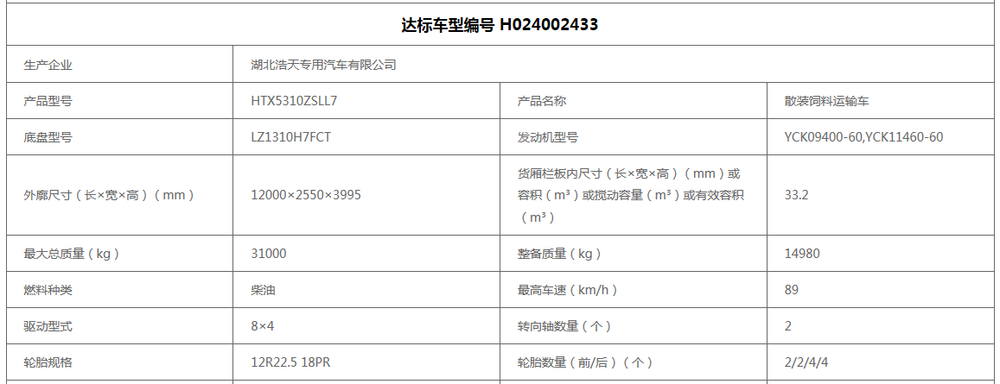 达标车型编号 H024002433
生产企业
湖北浩天专用汽车有限公司
产品型号
HTX5310ZSLL7
产品名称
散装饲料运输车
底盘型号
LZ1310H7FCT
发动机型号
YCK09400-60,YCK11460-60
外廓尺寸（长×宽×高）（mm）
12000×2550×3995
货厢栏板内尺寸（长×宽×高）（mm）或
容积（m³）或搅动容量（m³）或有效容积
（m³）
33.2
最大总质量（kg）
31000
整备质量（kg）
14980
燃料种类
柴油
最高车速（km/h）
89
驱动型式
8×4
转向轴数量（个）
2
轮胎规格
12R22.5 18PR
轮胎数量（前/后）（个）
2/2/4/4